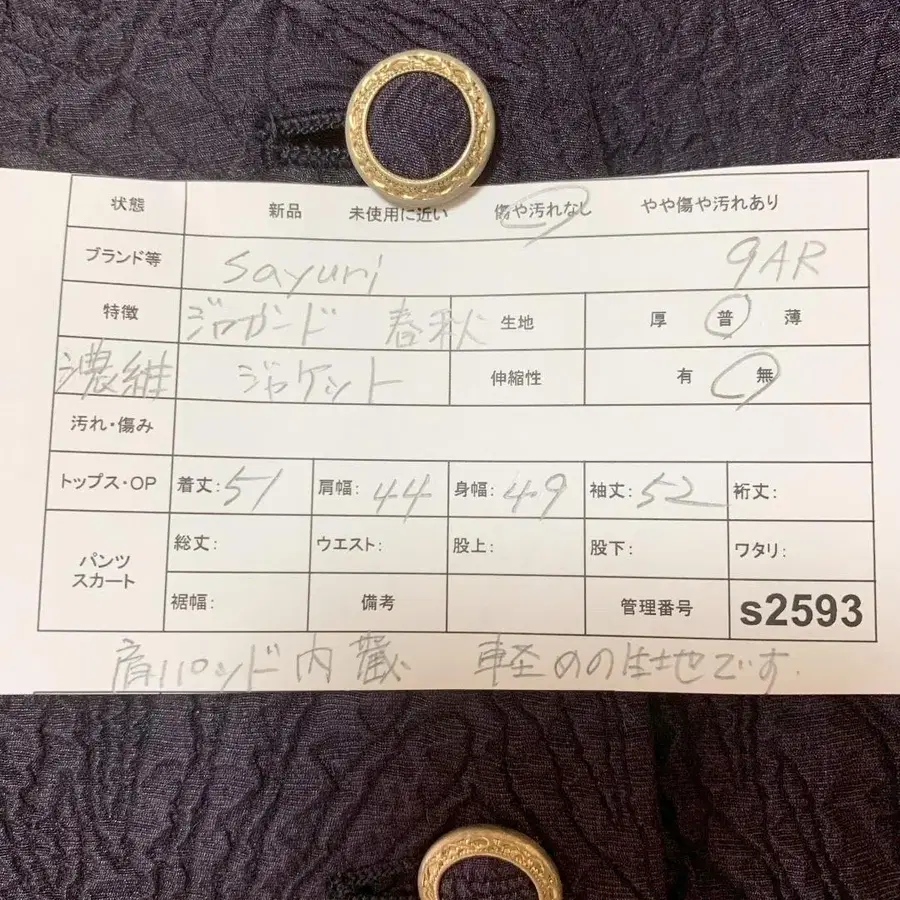 状態 新品 未使用に近い 傷や汚れなし やや傷や汚れあり
ブランド等 sayuri 9AR
特徴 ジャガード 春秋 生地 厚 普 薄
濃維 ジャケット 伸縮性 有 無
汚れ・傷み
トップス・OP 着丈:51 肩幅:44 身幅:49 袖丈:52 裄丈:
パンツ 総丈: ウエスト: 股上: 股下: ワタリ:
スカート 裾幅: 備考 管理番号 s2593
肩パッド内蔵 軽めの生地です.